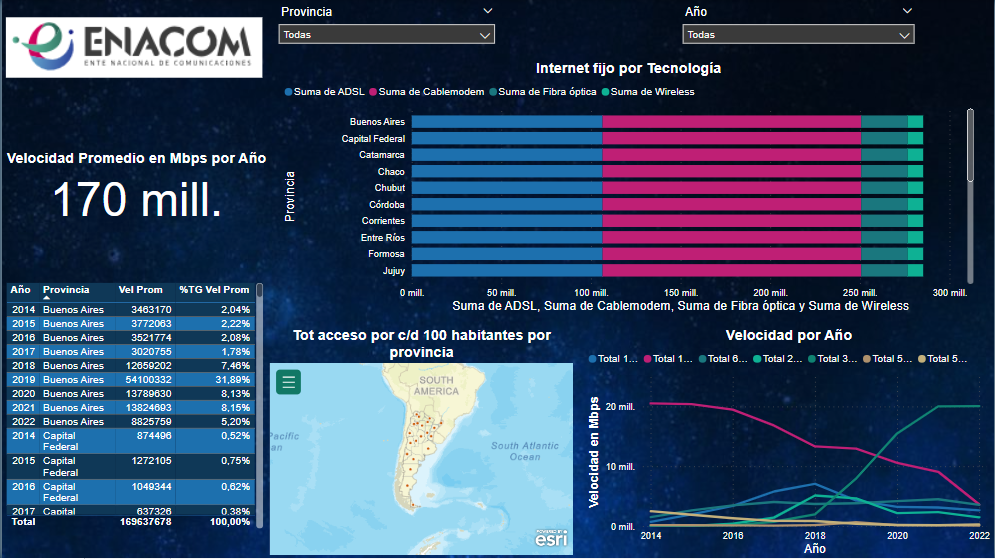 ENACOM
ENTE NACIONAL DE COMUNICACIONES
Provincia
Todas
Año
Todas
Velocidad Promedio en Mbps por Año
170 mill.
Internet fijo por Tecnología
Suma de ADSL Suma de Cablemodem Suma de Fibra óptica Suma de Wireless
Provincia
Buenos Aires
Capital Federal
Catamarca
Chaco
Chubut
Córdoba
Corrientes
Entre Ríos
Formosa
Jujuy
0 mill. 50 mill. 100 mill. 150 mill. 200 mill. 250 mill. 300 mill.
Suma de ADSL, Suma de Cablemodem, Suma de Fibra óptica y Suma de Wireless
Año Provincia Vel Prom %TG Vel Prom
2014 Buenos Aires 3463170 2,04%
2015 Buenos Aires 3772063 2,22%
2016 Buenos Aires 3521774 2,08%
2017 Buenos Aires 3020755 1,78%
2018 Buenos Aires 12659202 7,46%
2019 Buenos Aires 54100332 31,89%
2020 Buenos Aires 13789630 8,13%
2021 Buenos Aires 13824693 8,15%
2022 Buenos Aires 8825759 5,20%
2014 Capital 874496 0,52%
Federal
2015 Capital 1272105 0,75%
Federal
2016 Capital 1049344 0,62%
Federal
2017 Capital 637326 0,38%
Total 169637678 100,00%
Tot acceso por c/d 100 habitantes por
provincia
SOUTH
AMERICA
Pacific
an
South Atlantic
Ocean
POWERED BY
esri
Velocidad por Año
Total 1... Total 1... Total 6... Total 2... Total 3... Total 5... Total 5...
Velocidad en Mbps
20 mill.
10 mill.
0 mill.
2014 2016 2018 2020 2022
Año